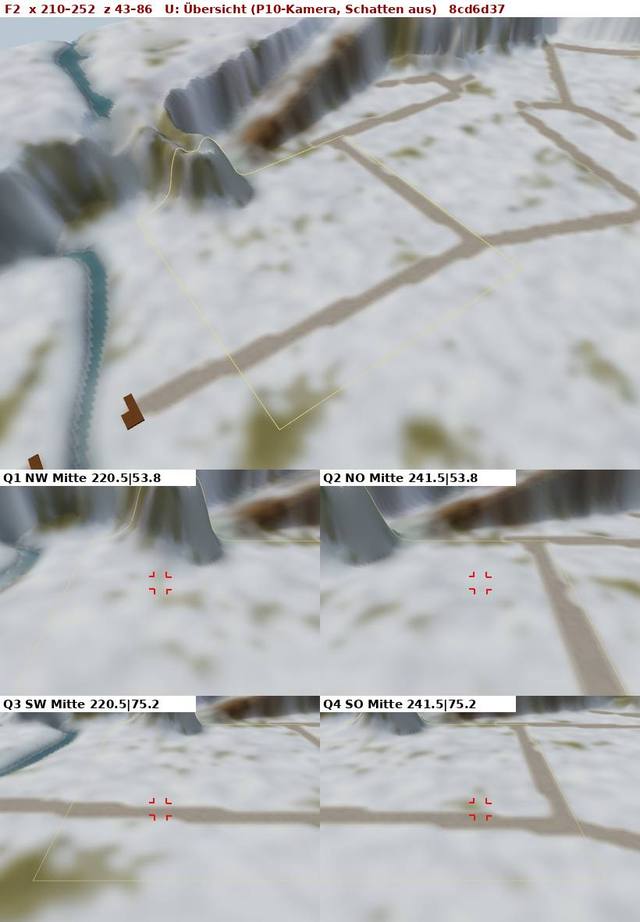 F2 x 210–252 z 43–86 U: Übersicht (P10-Kamera, Schatten aus) 8cd6d37
Q1 NW Mitte 220.5|53.8
Q2 NO Mitte 241.5|53.8
Q3 SW Mitte 220.5|75.2
Q4 SO Mitte 241.5|75.2